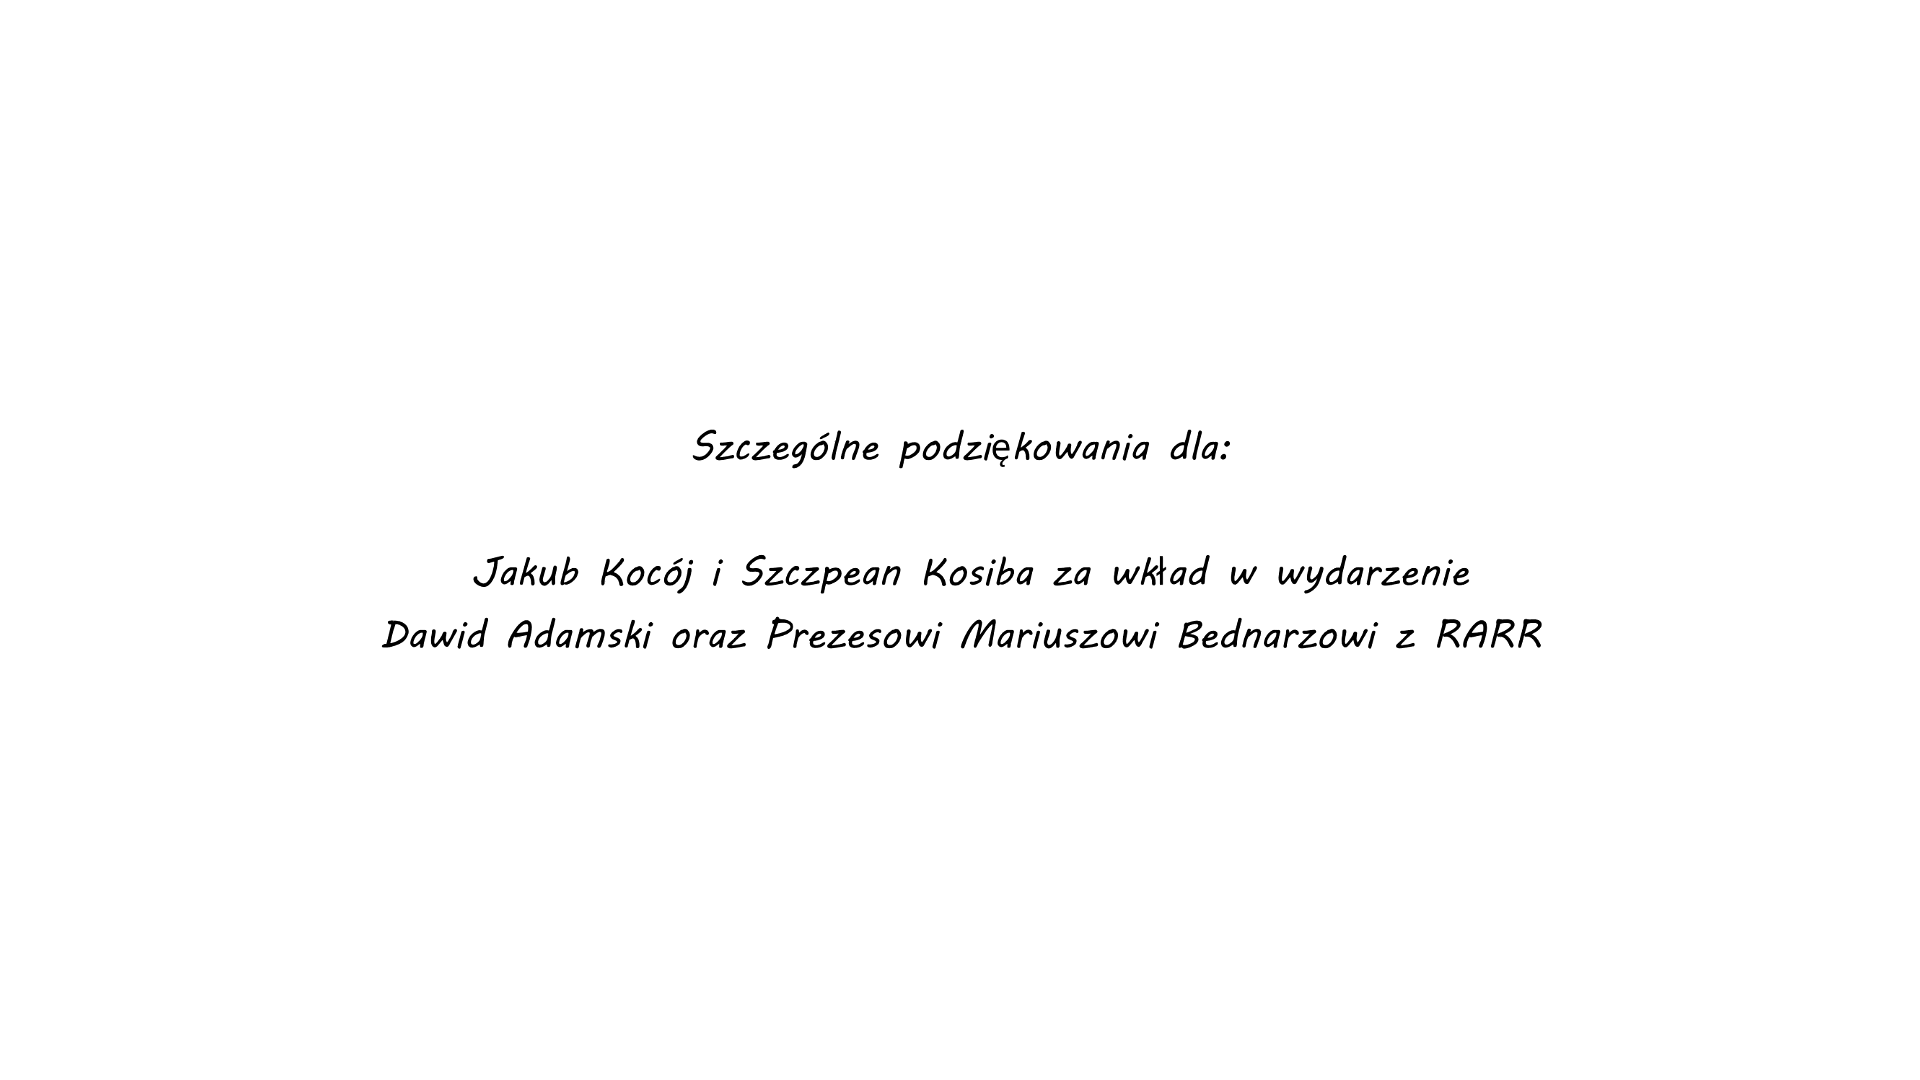 Szczególne podziękowania dla:
Jakub Kocój i Szczpean Kosiba za wkład w wydarzenie
Dawid Adamski oraz Prezesowi Mariuszowi Bednarzowi z RARR